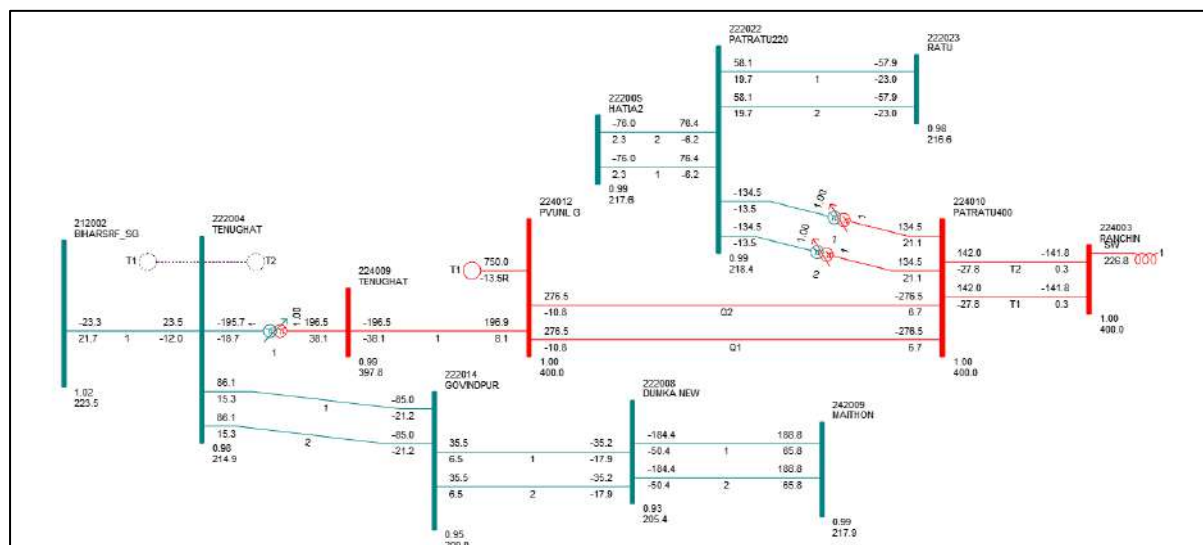 222022
PATRATU220
222023
RATU
58.1 -57.9
19.7 1 -23.0
58.1 -57.9
19.7 2 -23.0
0.98
216.6
222005
HATIA2
-76.0 76.4
2.3 2 -6.2
-76.0 76.4
2.3 1 -6.2
0.99
217.6
-134.5 1.00 134.5
-13.5 1 1 21.1
-134.5 1.00 134.5
-13.5 2 1 21.1
0.99
218.4
224010
PATRATU400
224003
RANCHIN
SW
226.8 1
142.0 -141.8
-27.8 T2 0.3
142.0 -141.8
-27.8 T1 0.3
1.00
400.0
1.00
400.0
224012
PVUNL G
T1 750.0
-13.5R
276.5 -276.5
-10.8 Q2 6.7
276.5 -276.5
-10.8 Q1 6.7
1.00
400.0
212002
BIHARSRF_SG
222004
TENUGHAT
T1 T2
224009
TENUGHAT
-23.3 23.5
21.7 1 -12.0
-195.7 1.00 196.5
-18.7 1 38.1
-196.5 196.9
-38.1 1 8.1
0.99
397.8
1.02
223.5
86.1 -85.0
15.3 1 -21.2
86.1 -85.0
15.3 2 -21.2
0.98
214.9
222014
GOVINDPUR
222008
DUMKA NEW
242009
MAITHON
35.5 -35.2
6.5 1 -17.9
35.5 -35.2
6.5 2 -17.9
-184.4 188.8
-50.4 1 65.8
-184.4 188.8
-50.4 2 65.8
0.93
205.4
0.99
217.9
0.95